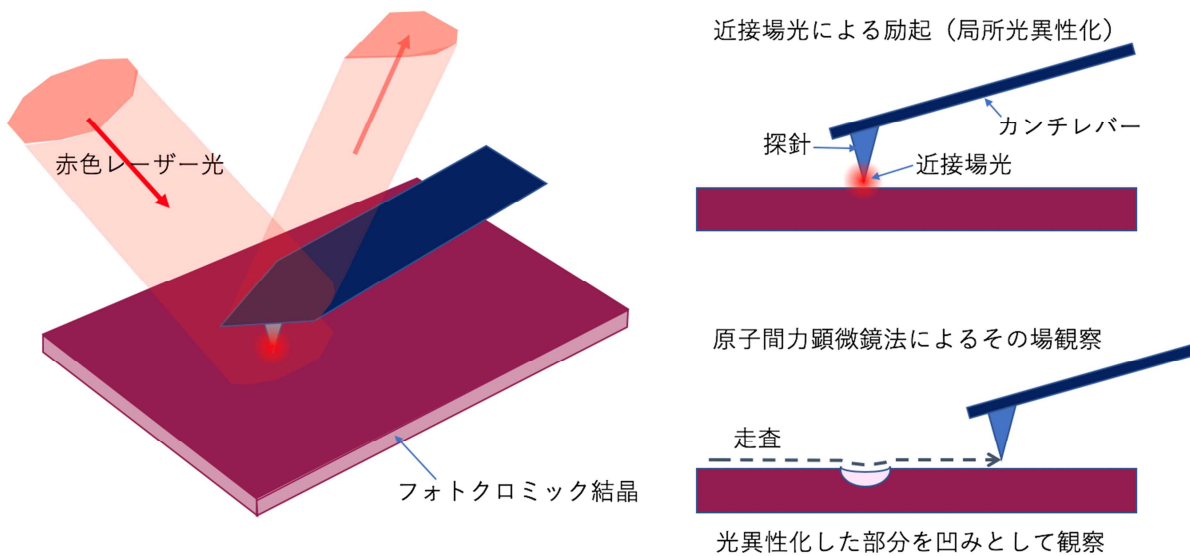 赤色レーザー光
フォトクロミック結晶
近接場光による励起（局所光異性化）
カンチレバー
探針
近接場光
原子間力顕微鏡法によるその場観察
走査
光異性化した部分を凹みとして観察